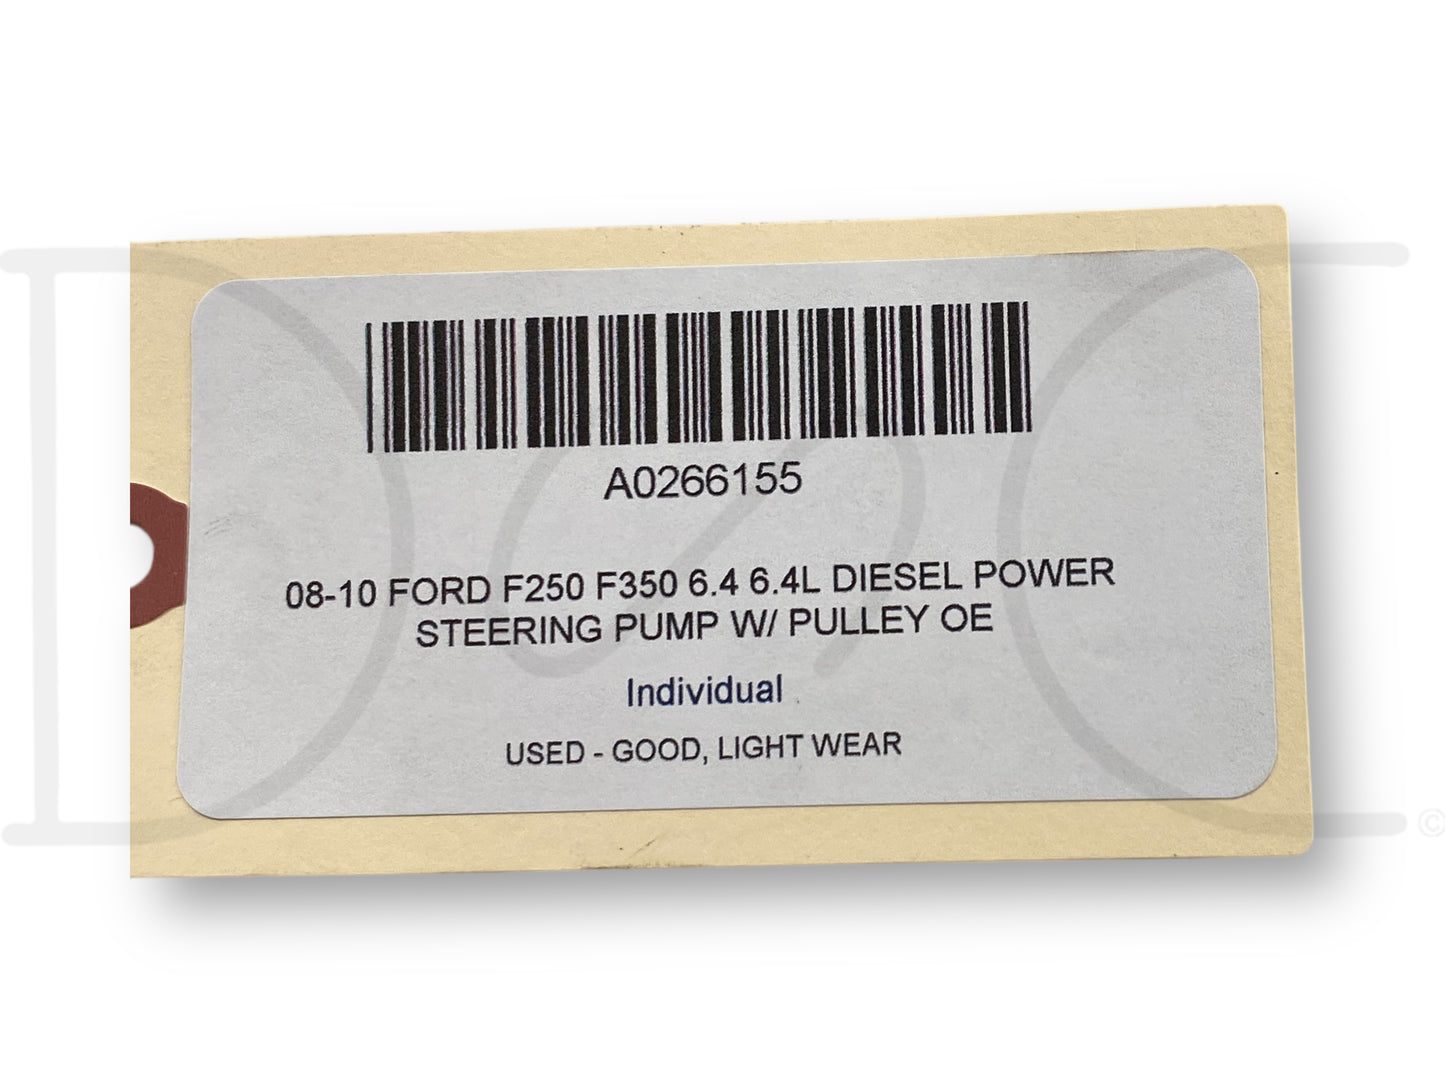 A0266155
08-10 FORD F250 F350 6.4 6.4L DIESEL POWER
STEERING PUMP W/ PULLEY OE
Individual
USED - GOOD, LIGHT WEAR
©